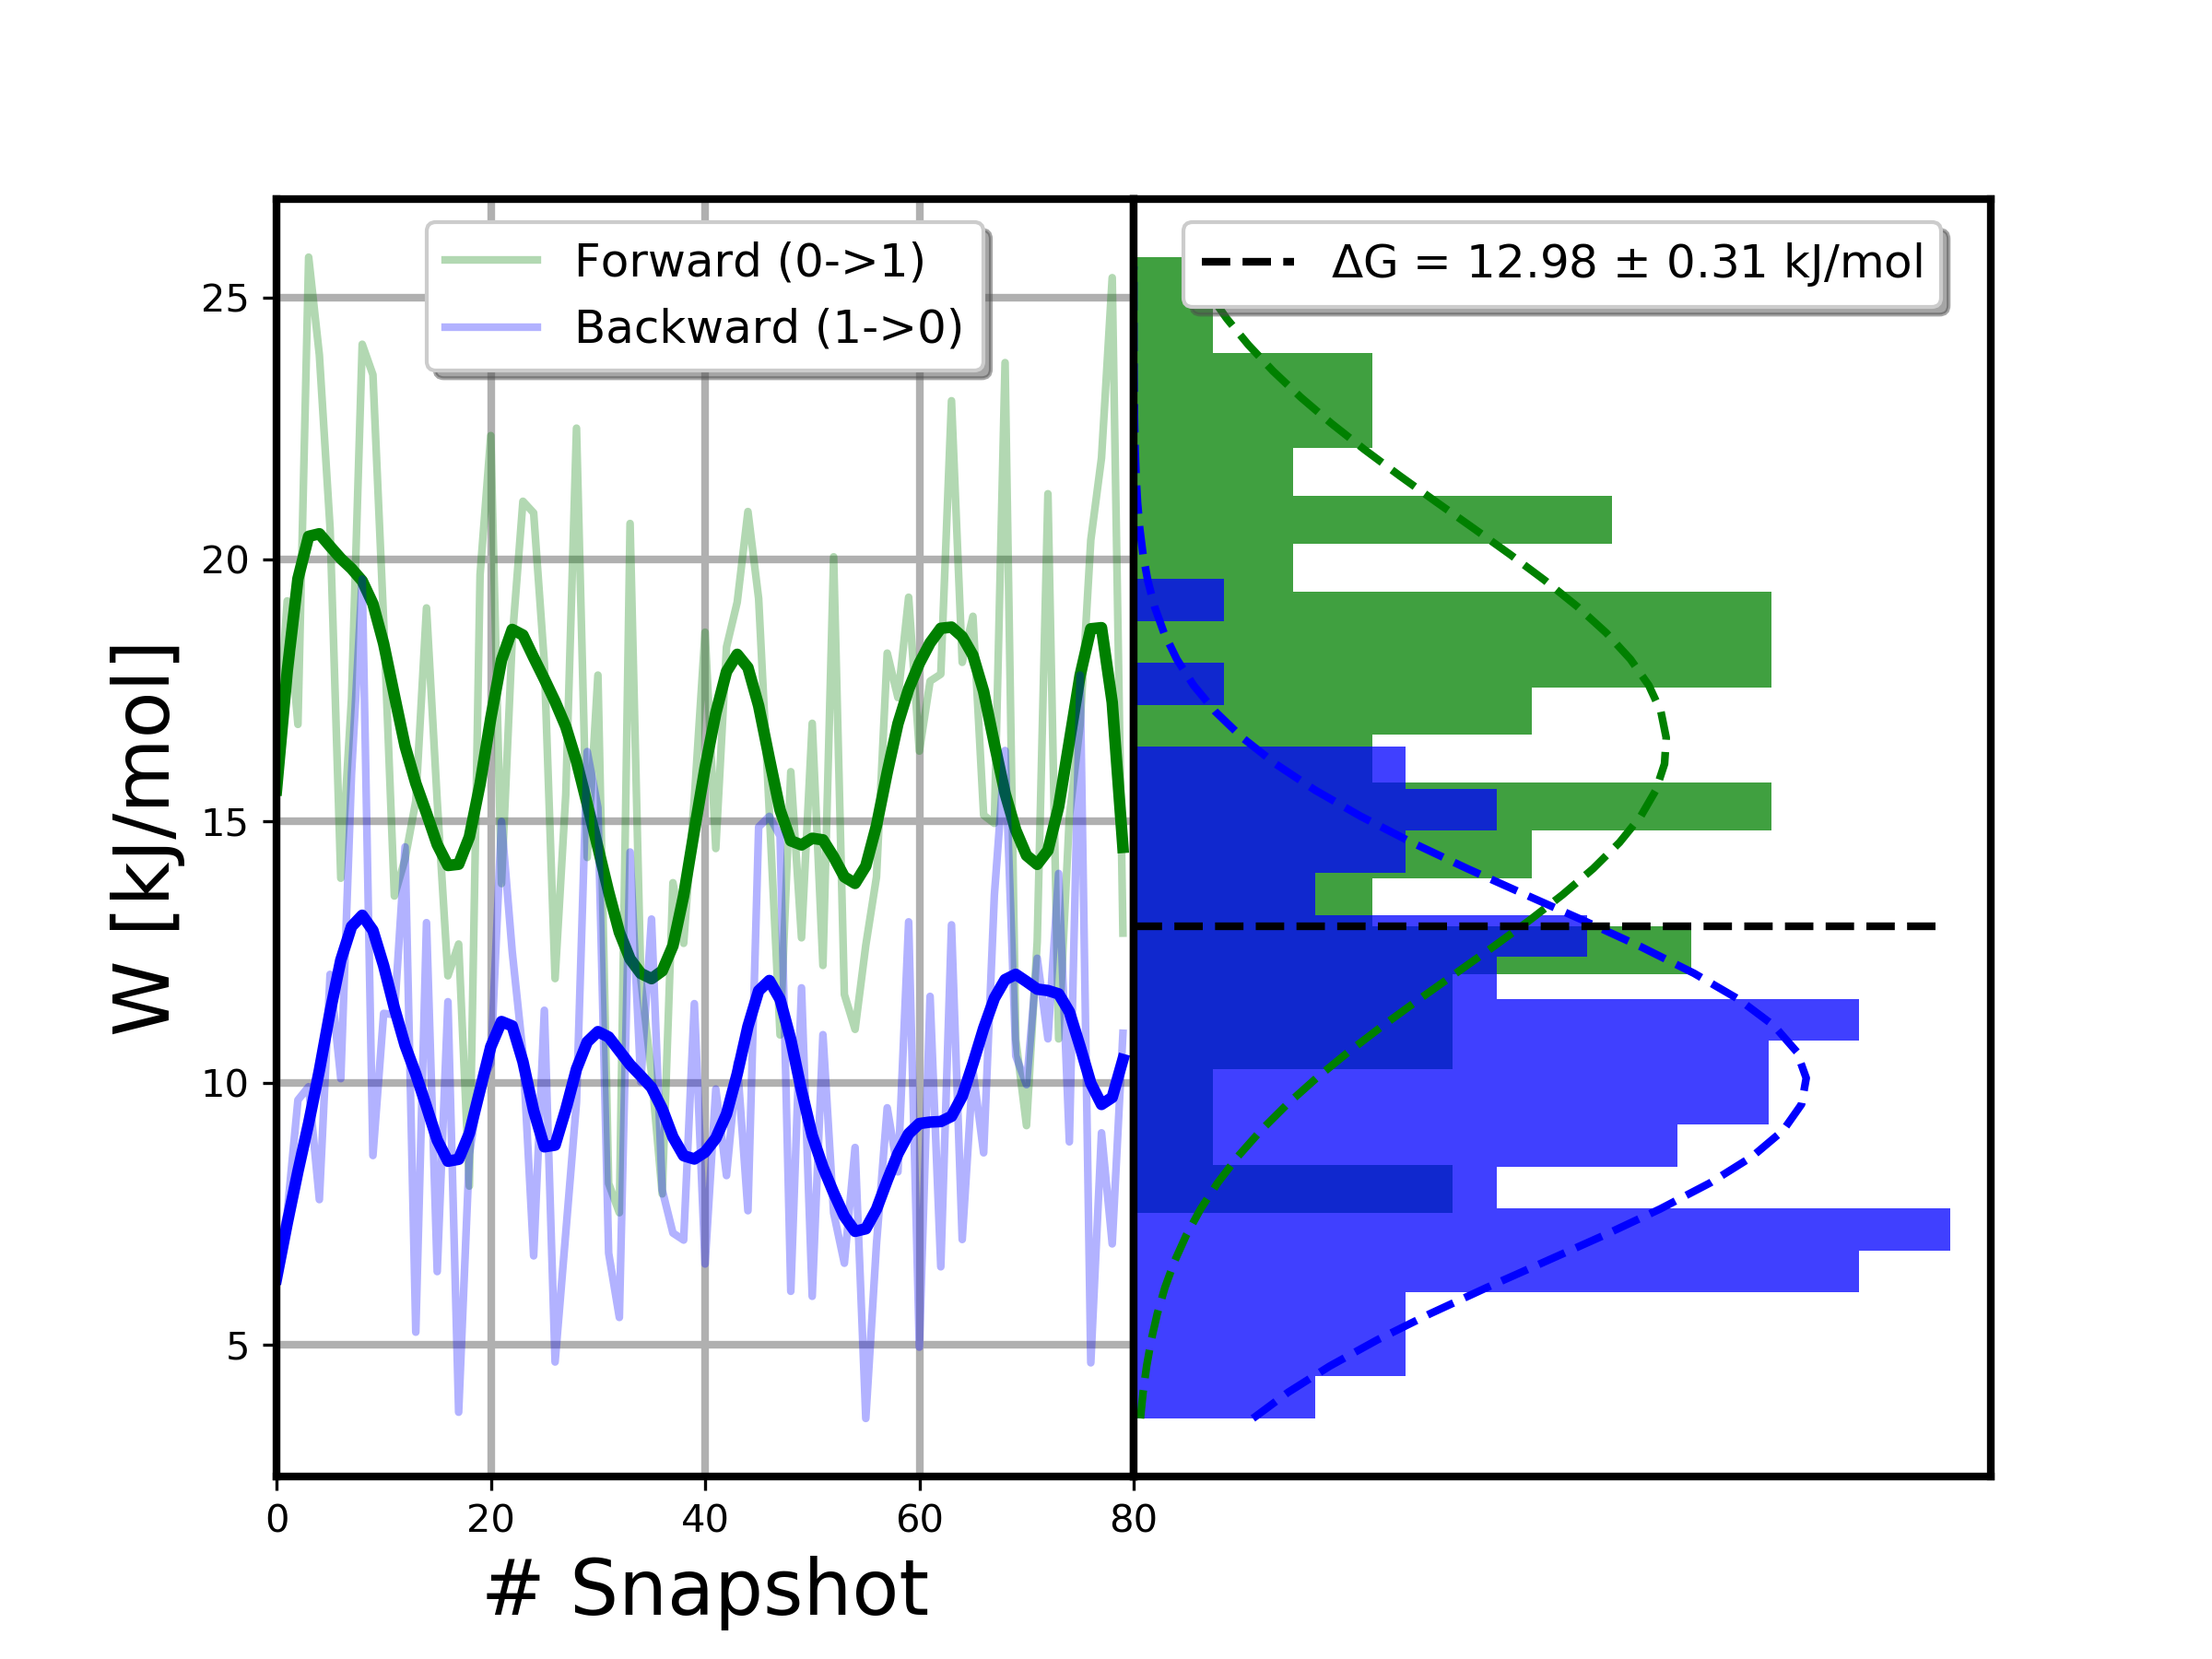 Forward (0->1)
Backward (1->0)
ΔG = 12.98 ± 0.31 kJ/mol
25
20
15
10
5
W [kJ/mol]
0 20 40 60 80
# Snapshot